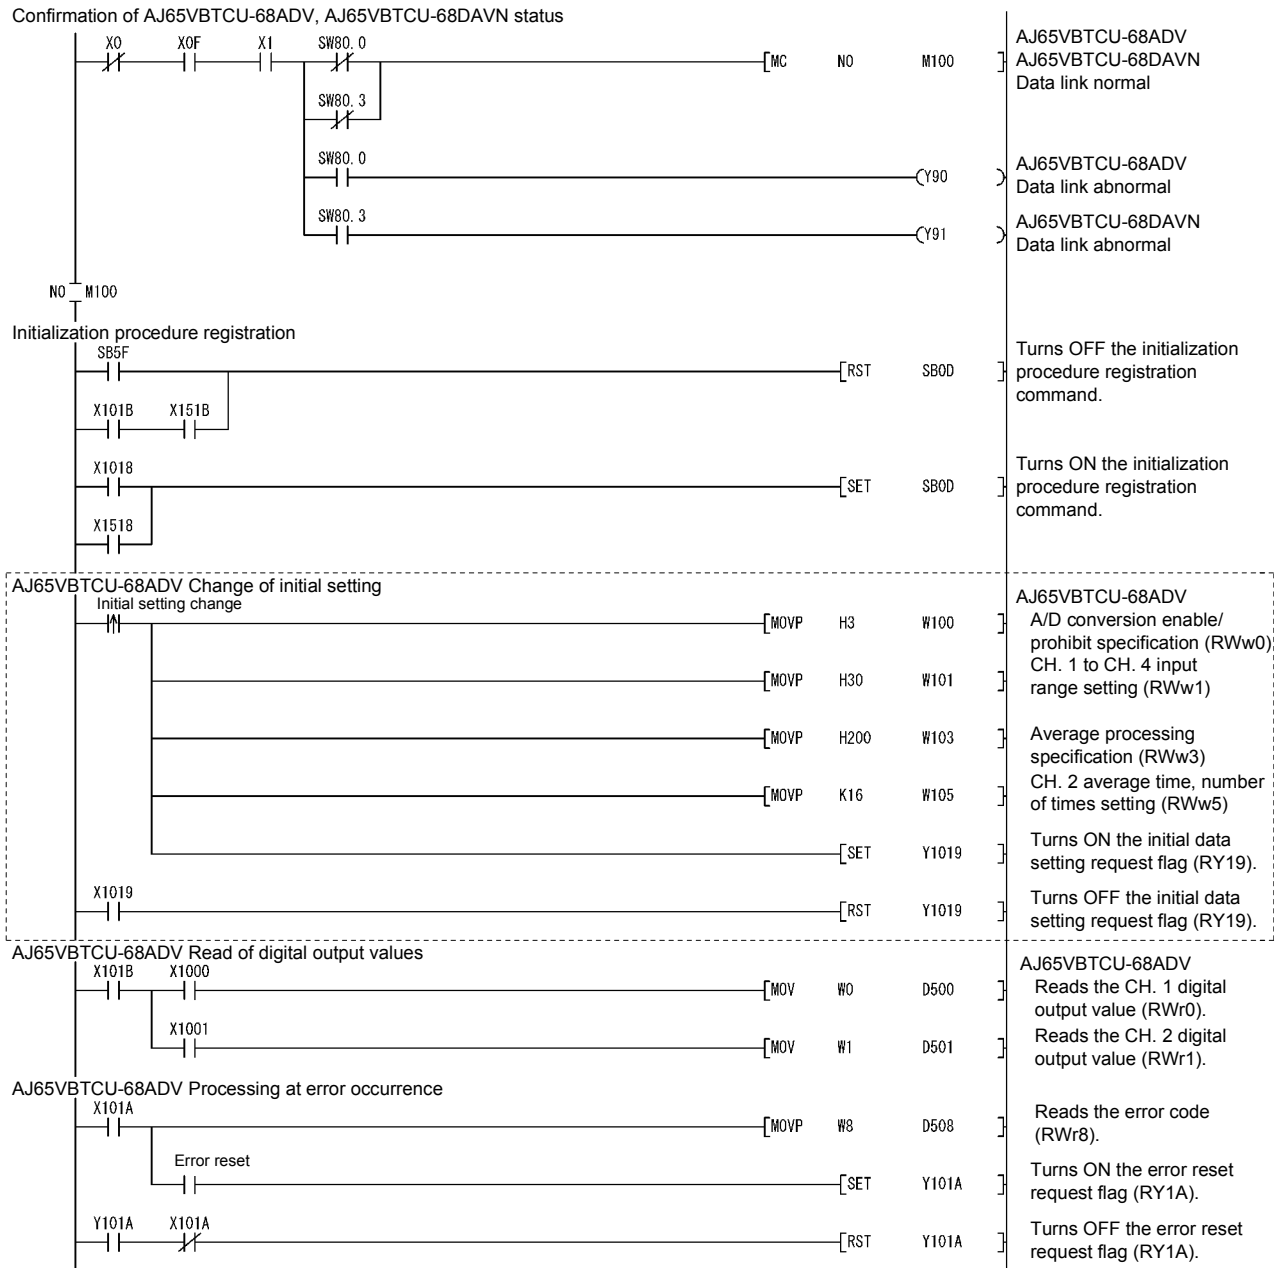 Confirmation of AJ65VBTCU-68ADV, AJ65VBTCU-68DAVN status
X0 X0F X1 SW80. 0
MC N0 M100
AJ65VBTCU-68ADV
AJ65VBTCU-68DAVN
Data link normal
SW80. 3
SW80. 0
Y90
AJ65VBTCU-68ADV
Data link abnormal
SW80. 3
Y91
AJ65VBTCU-68DAVN
Data link abnormal
N0 M100
Initialization procedure registration
SB5F
RST SB0D
Turns OFF the initialization
procedure registration
command.
X101B X151B
X1018
SET SB0D
Turns ON the initialization
procedure registration
command.
X1518
AJ65VBTCU-68ADV Change of initial setting
Initial setting change
MOVP H3 W100
AJ65VBTCU-68ADV
A/D conversion enable/
prohibit specification (RWw0)
MOVP H30 W101
CH. 1 to CH. 4 input
range setting (RWw1)
MOVP H200 W103
Average processing
specification (RWw3)
MOVP K16 W105
CH. 2 average time, number
of times setting (RWw5)
SET Y1019
Turns ON the initial data
setting request flag (RY19).
X1019
RST Y1019
Turns OFF the initial data
setting request flag (RY19).
AJ65VBTCU-68ADV Read of digital output values
X101B X1000
MOV W0 D500
AJ65VBTCU-68ADV
Reads the CH. 1 digital
output value (RWr0).
X1001
MOV W1 D501
Reads the CH. 2 digital
output value (RWr1).
AJ65VBTCU-68ADV Processing at error occurrence
X101A
MOVP W8 D508
Reads the error code
(RWr8).
Error reset
SET Y101A
Turns ON the error reset
request flag (RY1A).
Y101A X101A
RST Y101A
Turns OFF the error reset
request flag (RY1A).